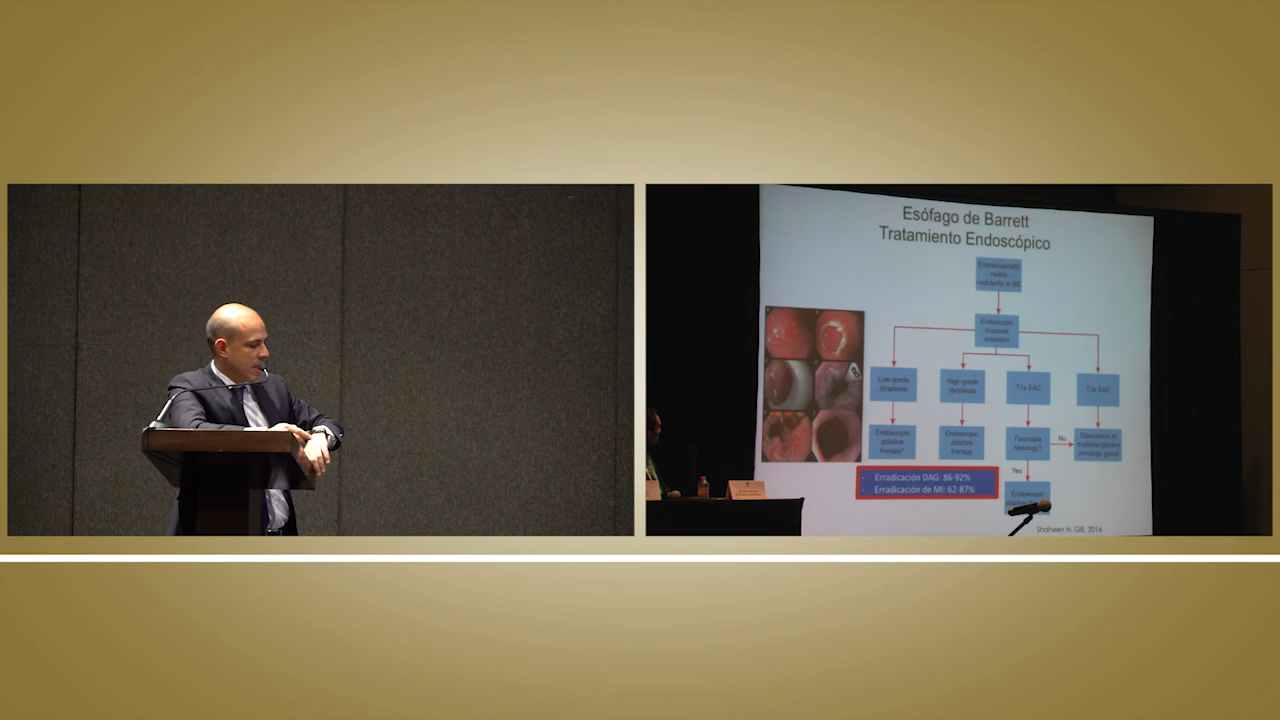 Esófago de Barrett
Tratamiento Endoscópico
Endoscopically
visible
nodularity in BE
Endoscopic
mucosal
resection
Low-grade
dysplasia
High-grade
dysplasia
T1a EAC
T1b EAC
Endoscopic
ablative
therapy*
Endoscopic
ablative
therapy
Favorable
histology?
No
Discussion at
multidisciplinary
oncology group
Yes
Endoscopic
Erradicación DAG: 86-92%
Erradicación de MI: 62-87%
Shaheen N. GIE, 2016